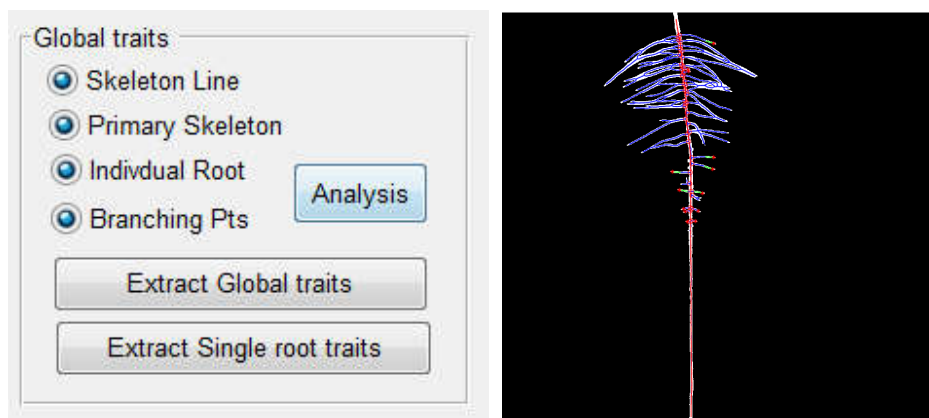 Global traits
Skeleton Line
Primary Skeleton
Indivdual Root
Analysis
Branching Pts
Extract Global traits
Extract Single root traits